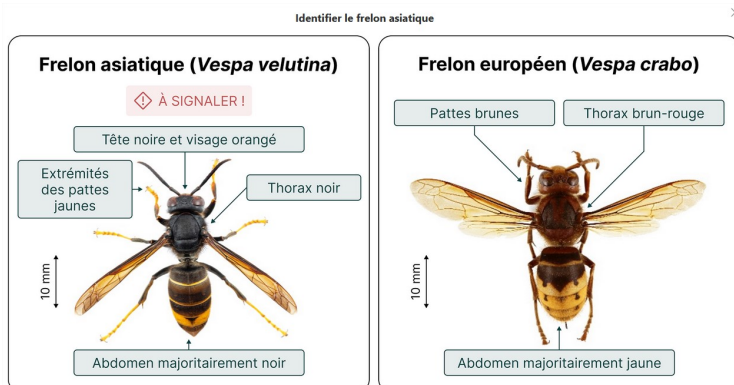 Identifier le frelon asiatique
Frelon asiatique (Vespa velutina)
À SIGNALER !
Tête noire et visage orangé
Extrémités
des pattes
jaunes
Thorax noir
10 mm
Abdomen majoritairement noir
Frelon européen (Vespa crabo)
Pattes brunes
Thorax brun-rouge
10 mm
Abdomen majoritairement jaune